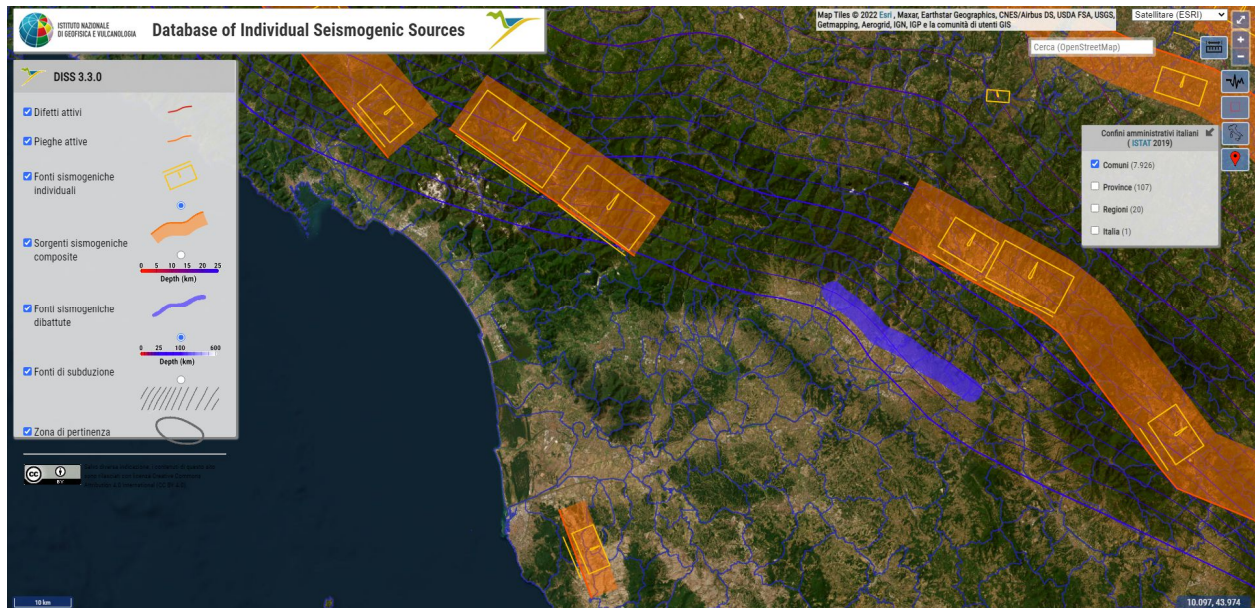 ISTITUTO NAZIONALE
DI GEOFISICA E VULCANOLOGIA
Database of Individual Seismogenic Sources
Map Tiles © 2022 Esri, Maxar, Earthstar Geographics, CNES/Airbus DS, USDA FSA, USGS,
Getmapping, Aerogrid, IGN, IGP e la comunità di utenti GIS
Satellitare (ESRI)
Cerca (OpenStreetMap)
+
−
DISS 3.3.0
Difetti attivi
Pieghe attive
Fonti sismogeniche
individuali
Sorgenti sismogeniche
composite
0 5 10 15 20 25
Depth (km)
Fonti sismogeniche
dibattute
0 25 100 600
Depth (km)
Fonti di subduzione
Zona di pertinenza
Confini amministrativi italiani
( ISTAT 2019)
Comuni (7.926)
Province (107)
Regioni (20)
Italia (1)
cc
BY
10 km
10.097, 43.974